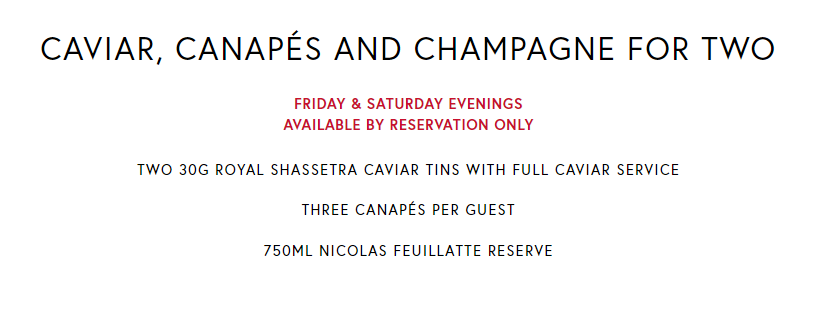 CAVIAR, CANAPÉS AND CHAMPAGNE FOR TWO
FRIDAY & SATURDAY EVENINGS
AVAILABLE BY RESERVATION ONLY
TWO 30G ROYAL SHASSETRA CAVIAR TINS WITH FULL CAVIAR SERVICE
THREE CANAPÉS PER GUEST
750ML NICOLAS FEUILLATTE RESERVE